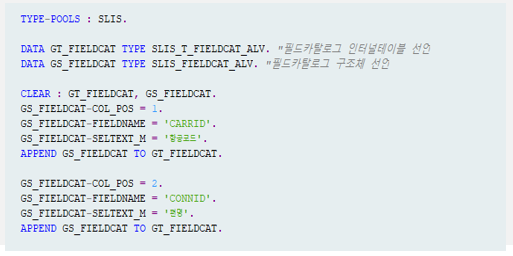 TYPE-POOLS : SLIS.
DATA GT_FIELDCAT TYPE SLIS_T_FIELDCAT_ALV. "필드카탈로그 인터널테이블 선언
DATA GS_FIELDCAT TYPE SLIS_FIELDCAT_ALV. "필드카탈로그 구조체 선언
CLEAR : GT_FIELDCAT, GS_FIELDCAT.
GS_FIELDCAT-COL_POS = 1.
GS_FIELDCAT-FIELDNAME = 'CARRID'.
GS_FIELDCAT-SELTEXT_M = '항공코드'.
APPEND GS_FIELDCAT TO GT_FIELDCAT.
GS_FIELDCAT-COL_POS = 2.
GS_FIELDCAT-FIELDNAME = 'CONNID'.
GS_FIELDCAT-SELTEXT_M = '편명'.
APPEND GS_FIELDCAT TO GT_FIELDCAT.